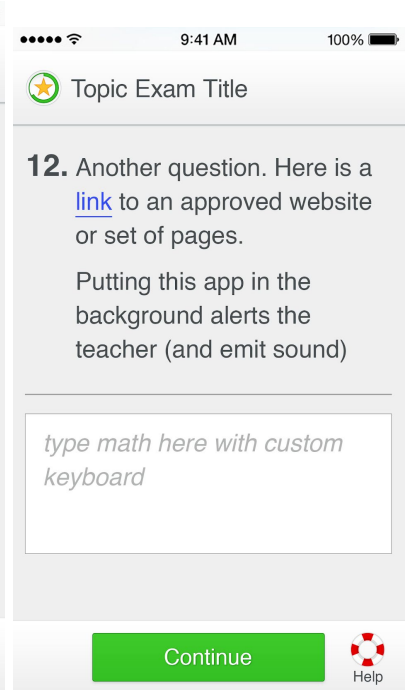 9:41 AM
100%
Topic Exam Title
12. Another question. Here is a
link to an approved website
or set of pages.
Putting this app in the
background alerts the
teacher (and emit sound)
type math here with custom
keyboard
Continue
Help